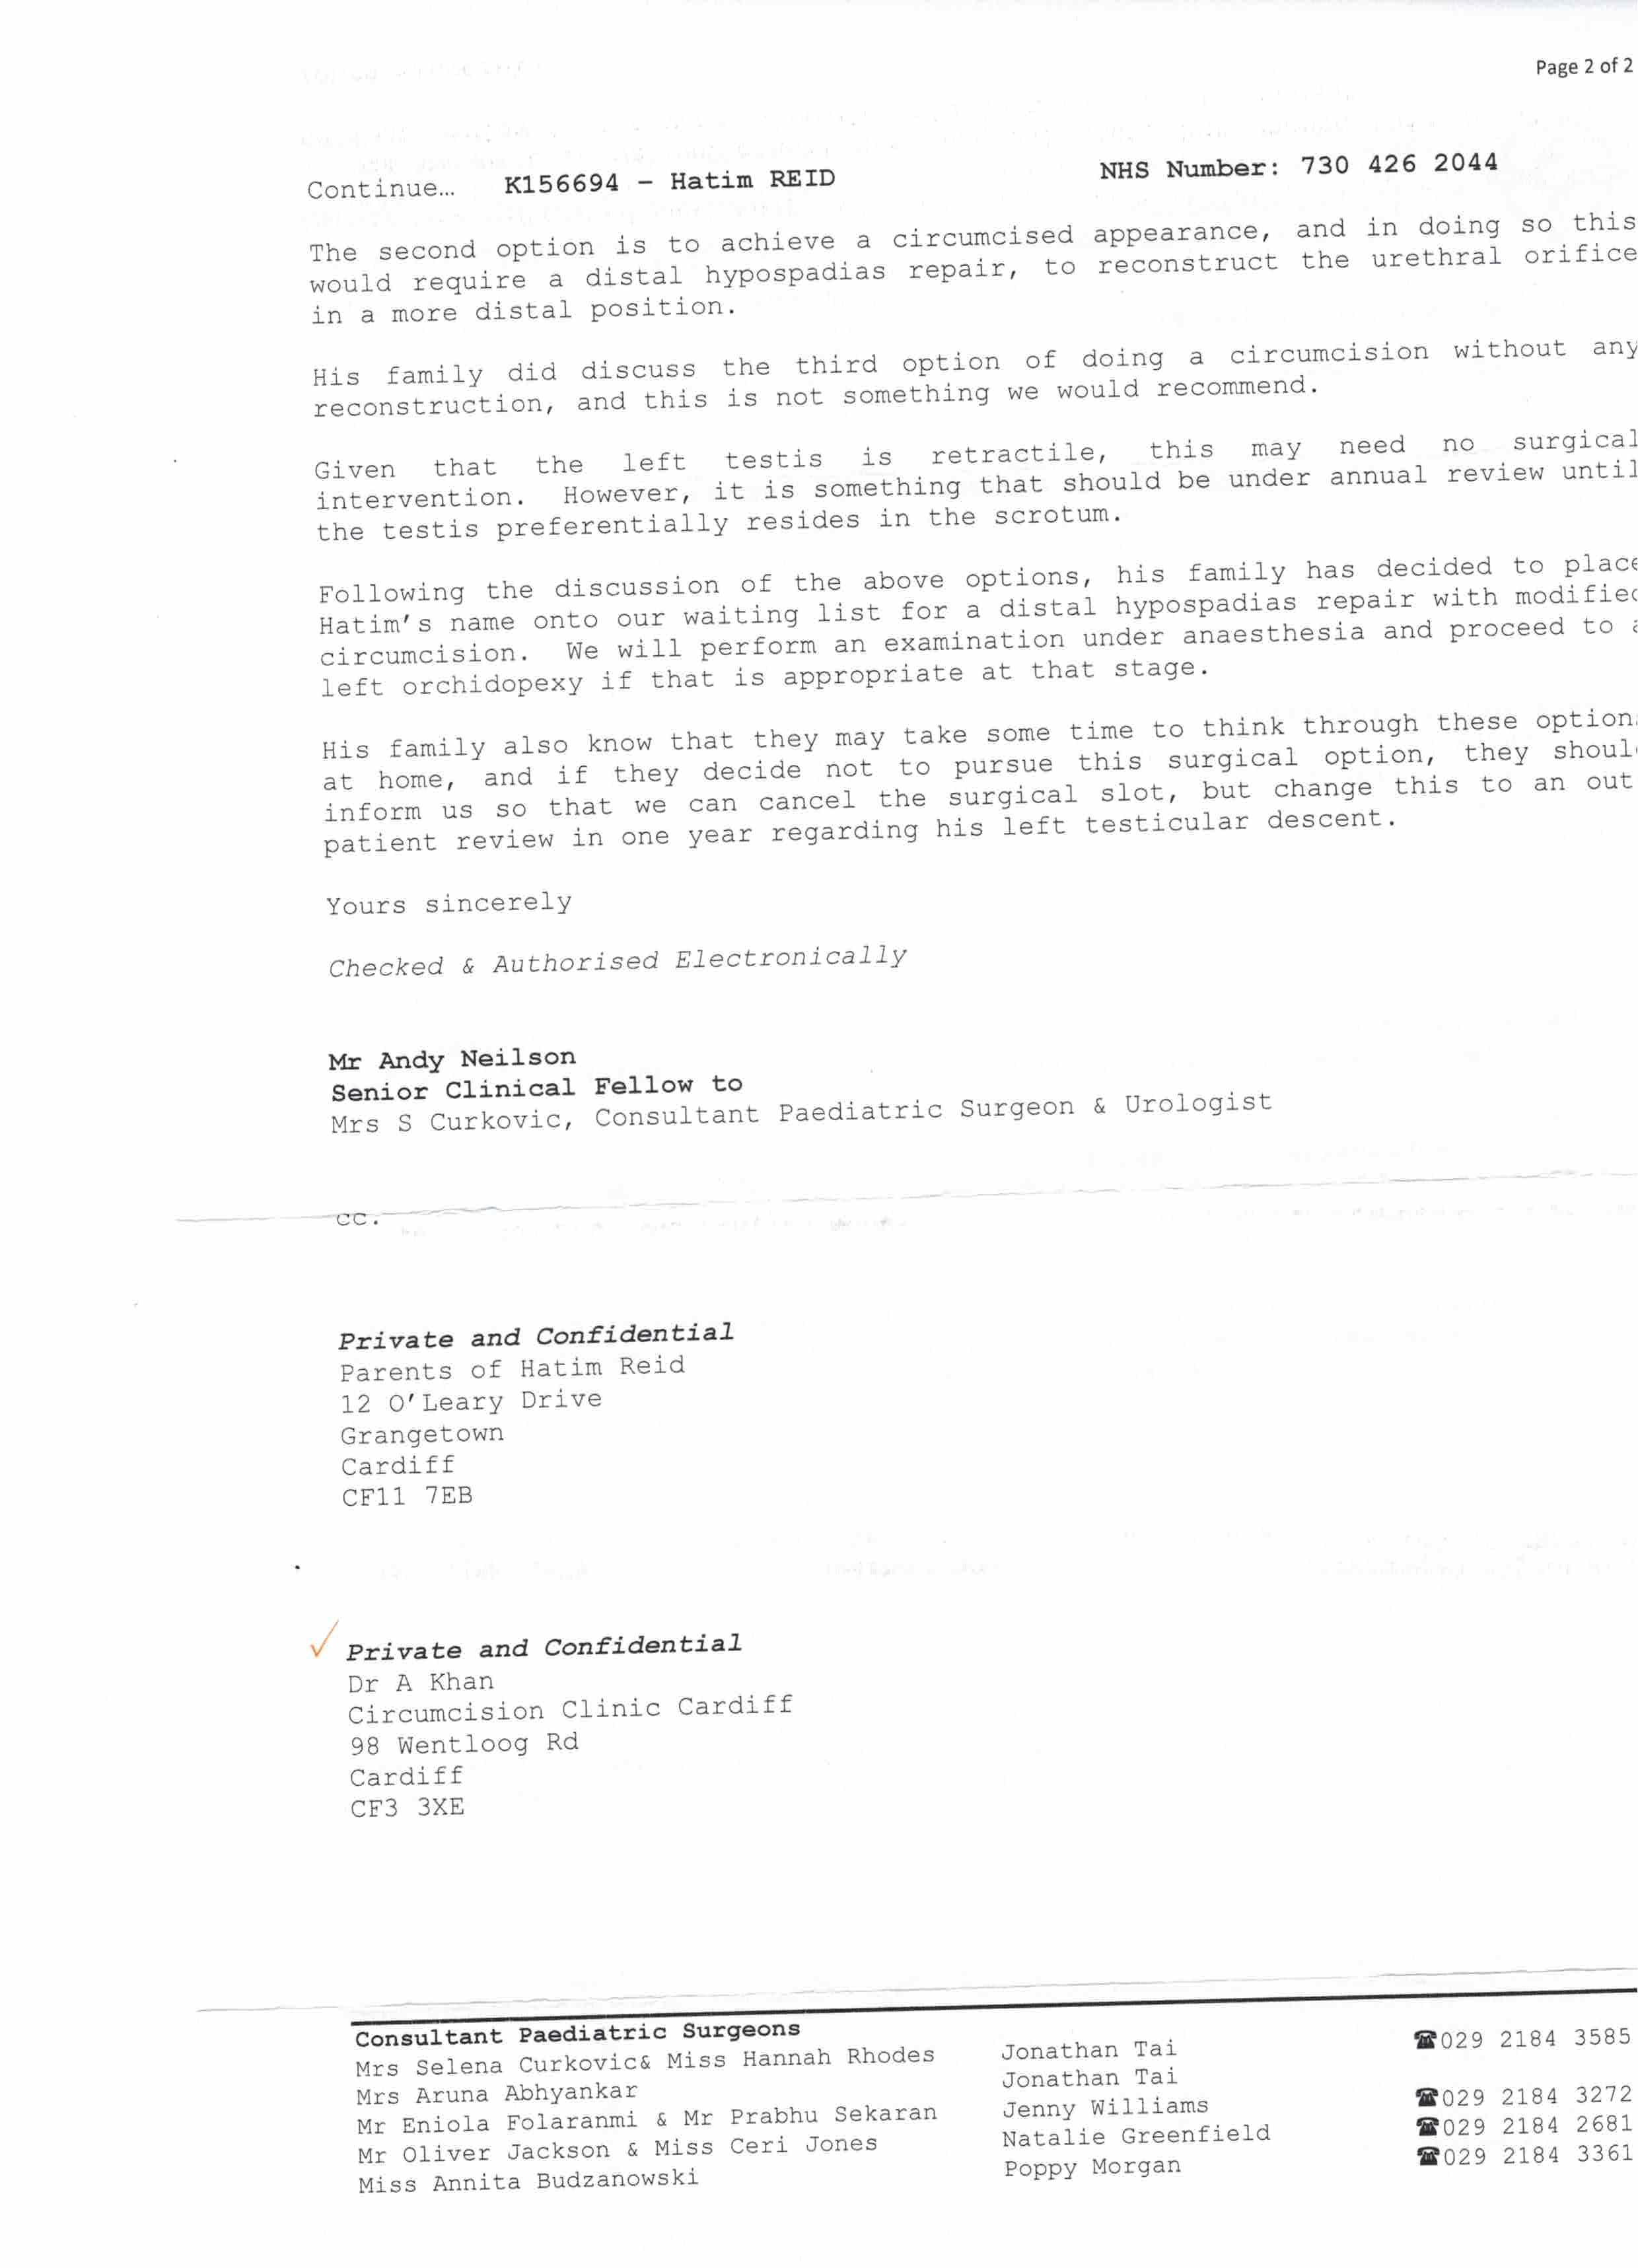 Page 2 of 2
Continue… K156694 – Hatim REID NHS Number: 730 426 2044
The second option is to achieve a circumcised appearance, and in doing so this
would require a distal hypospadias repair, to reconstruct the urethral orifice
in a more distal position.
His family did discuss the third option of doing a circumcision without any
reconstruction, and this is not something we would recommend.
Given that the left testis is retractile, this may need no surgical
intervention. However, it is something that should be under annual review until
the testis preferentially resides in the scrotum.
Following the discussion of the above options, his family has decided to place
Hatim's name onto our waiting list for a distal hypospadias repair with modified
circumcision. We will perform an examination under anaesthesia and proceed to a
left orchidopexy if that is appropriate at that stage.
His family also know that they may take some time to think through these option
at home, and if they decide not to pursue this surgical option, they shoul
inform us so that we can cancel the surgical slot, but change this to an out
patient review in one year regarding his left testicular descent.
Yours sincerely
Checked & Authorised Electronically
Mr Andy Neilson
Senior Clinical Fellow to
Mrs S Curkovic, Consultant Paediatric Surgeon & Urologist
cc.
Private and Confidential
Parents of Hatim Reid
12 O'Leary Drive
Grangetown
Cardiff
CF11 7EB
✓ Private and Confidential
Dr A Khan
Circumcision Clinic Cardiff
98 Wentloog Rd
Cardiff
CF3 3XE
Consultant Paediatric Surgeons
Mrs Selena Curkovic& Miss Hannah Rhodes Jonathan Tai ☎029 2184 3585
Mrs Aruna Abhyankar Jonathan Tai
Mr Eniola Folaranmi & Mr Prabhu Sekaran Jenny Williams ☎029 2184 3272
Mr Oliver Jackson & Miss Ceri Jones Natalie Greenfield ☎029 2184 2681
Miss Annita Budzanowski Poppy Morgan ☎029 2184 3361